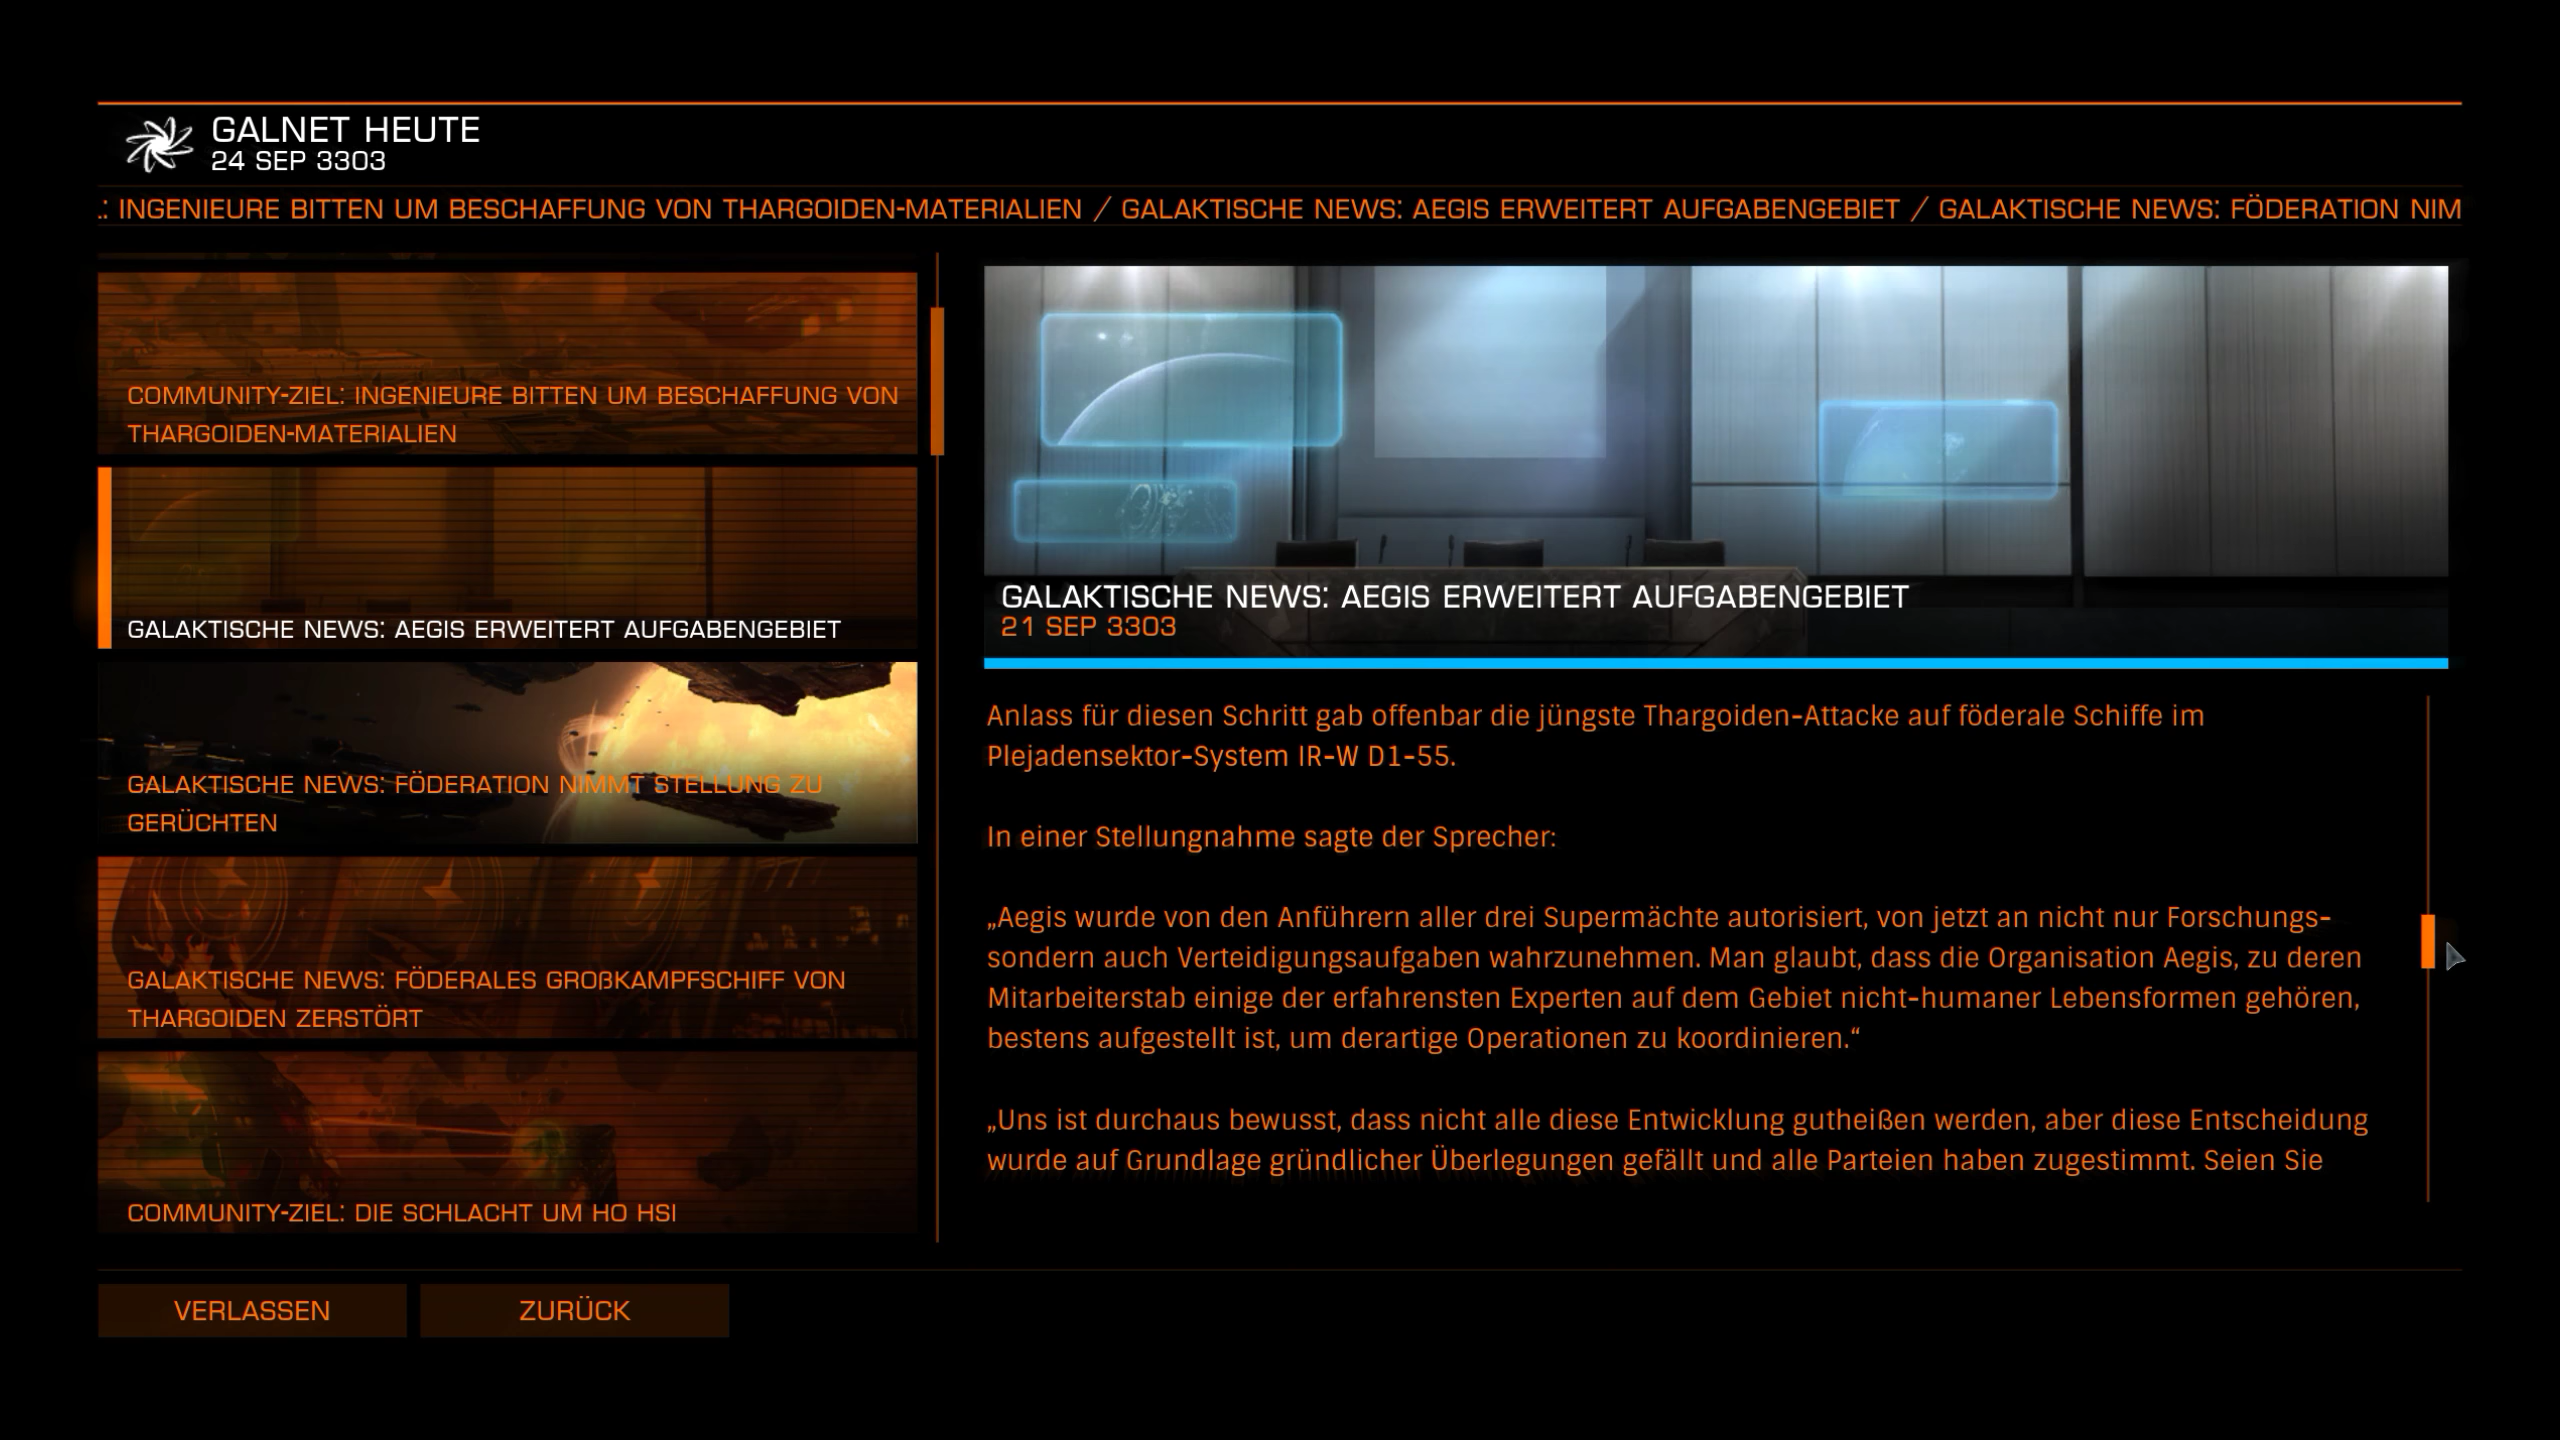 GALNET HEUTE
24 SEP 3303
.: INGENIEURE BITTEN UM BESCHAFFUNG VON THARGOIDEN-MATERIALIEN / GALAKTISCHE NEWS: AEGIS ERWEITERT AUFGABENGEBIET / GALAKTISCHE NEWS: FÖDERATION NIM
COMMUNITY-ZIEL: INGENIEURE BITTEN UM BESCHAFFUNG VON
THARGOIDEN-MATERIALIEN
GALAKTISCHE NEWS: AEGIS ERWEITERT AUFGABENGEBIET
GALAKTISCHE NEWS: FÖDERATION NIMMT STELLUNG ZU
GERÜCHTEN
GALAKTISCHE NEWS: FÖDERALES GROßKAMPFSCHIFF VON
THARGOIDEN ZERSTÖRT
COMMUNITY-ZIEL: DIE SCHLACHT UM HO HSI
GALAKTISCHE NEWS: AEGIS ERWEITERT AUFGABENGEBIET
21 SEP 3303
Anlass für diesen Schritt gab offenbar die jüngste Thargoiden-Attacke auf föderale Schiffe im
Plejadensektor-System IR-W D1-55.
In einer Stellungnahme sagte der Sprecher:
„Aegis wurde von den Anführern aller drei Supermächte autorisiert, von jetzt an nicht nur Forschungs-
sondern auch Verteidigungsaufgaben wahrzunehmen. Man glaubt, dass die Organisation Aegis, zu deren
Mitarbeiterstab einige der erfahrensten Experten auf dem Gebiet nicht-humaner Lebensformen gehören,
bestens aufgestellt ist, um derartige Operationen zu koordinieren.“
„Uns ist durchaus bewusst, dass nicht alle diese Entwicklung gutheißen werden, aber diese Entscheidung
wurde auf Grundlage gründlicher Überlegungen gefällt und alle Parteien haben zugestimmt. Seien Sie
VERLASSEN
ZURÜCK